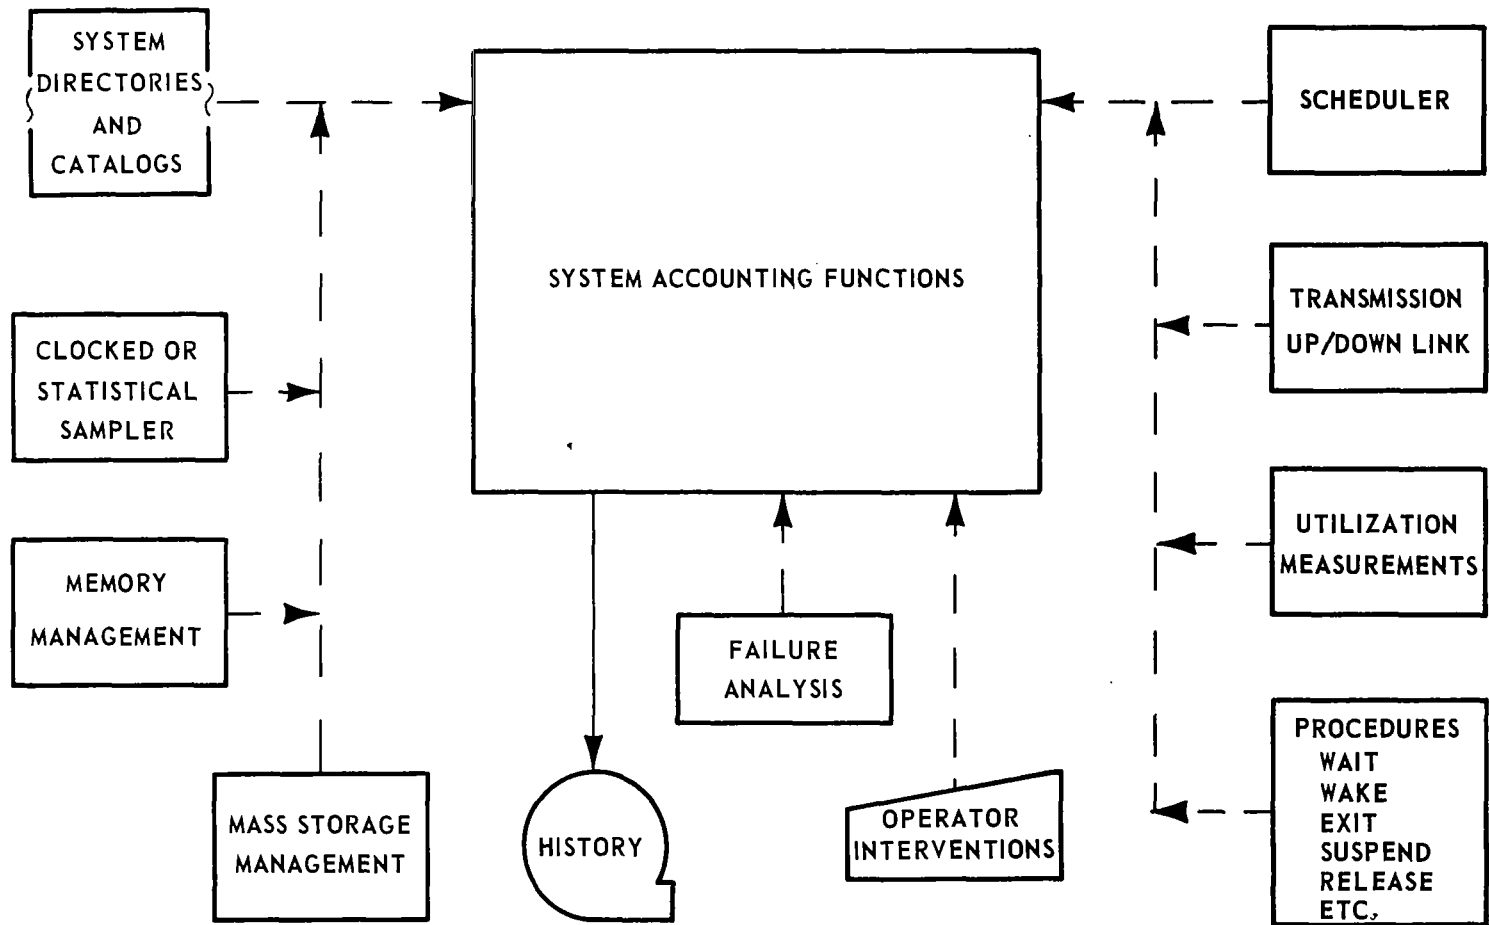 SYSTEM
DIRECTORIES
AND
CATALOGS
CLOCKED OR
STATISTICAL
SAMPLER
MEMORY
MANAGEMENT
MASS STORAGE
MANAGEMENT
SYSTEM ACCOUNTING FUNCTIONS
HISTORY
FAILURE
ANALYSIS
OPERATOR
INTERVENTIONS
SCHEDULER
TRANSMISSION
UP/DOWN LINK
UTILIZATION
MEASUREMENTS
PROCEDURES
WAIT
WAKE
EXIT
SUSPEND
RELEASE
ETC.